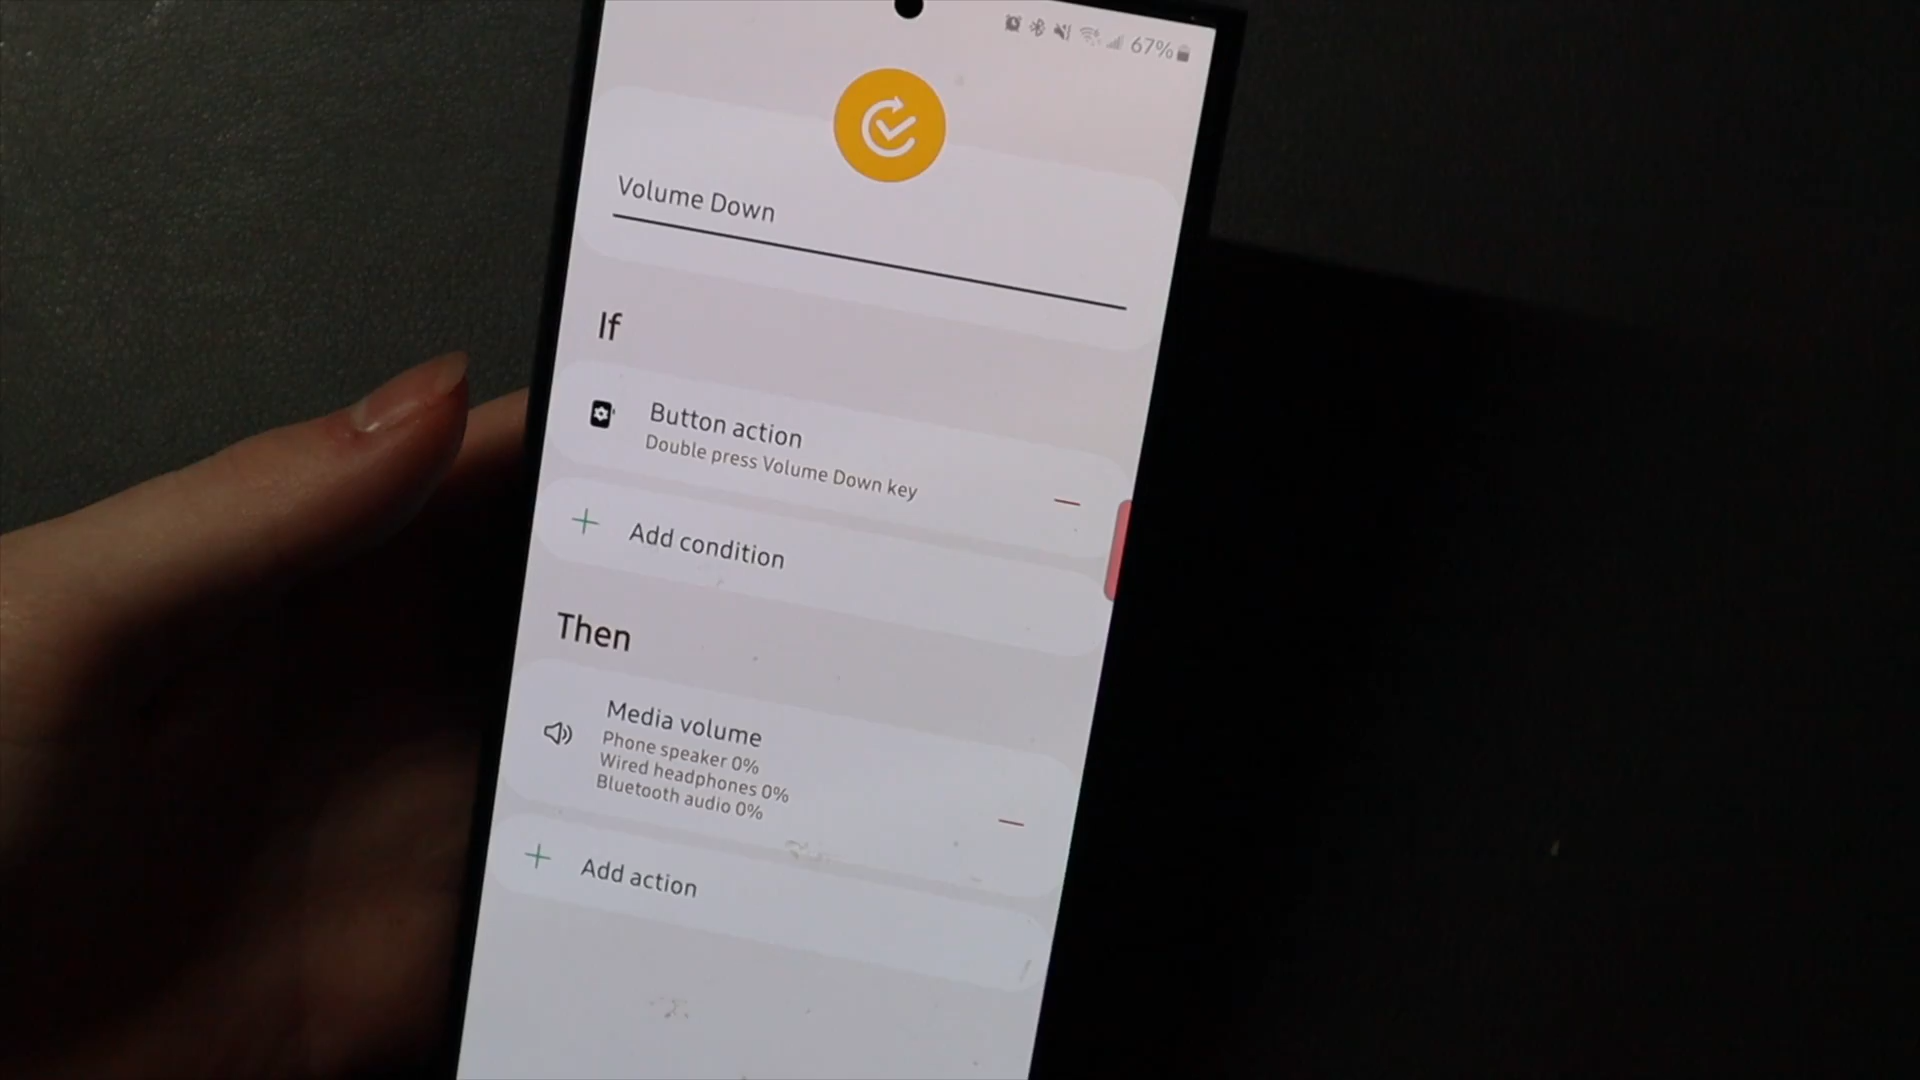 67%
Volume Down
If
Button action
Double press Volume Down key
Add condition
Then
Media volume
Phone speaker 0%
Wired headphones 0%
Bluetooth audio 0%
Add action